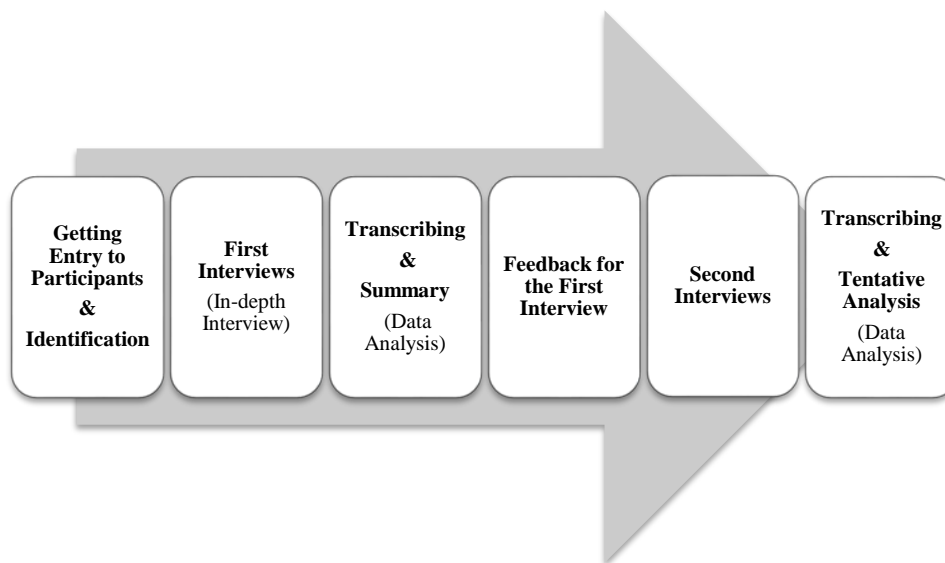 Getting
Entry to
Participants
&
Identification
First
Interviews
(In-depth
Interview)
Transcribing
&
Summary
(Data
Analysis)
Feedback for
the First
Interview
Second
Interviews
Transcribing
&
Tentative
Analysis
(Data
Analysis)